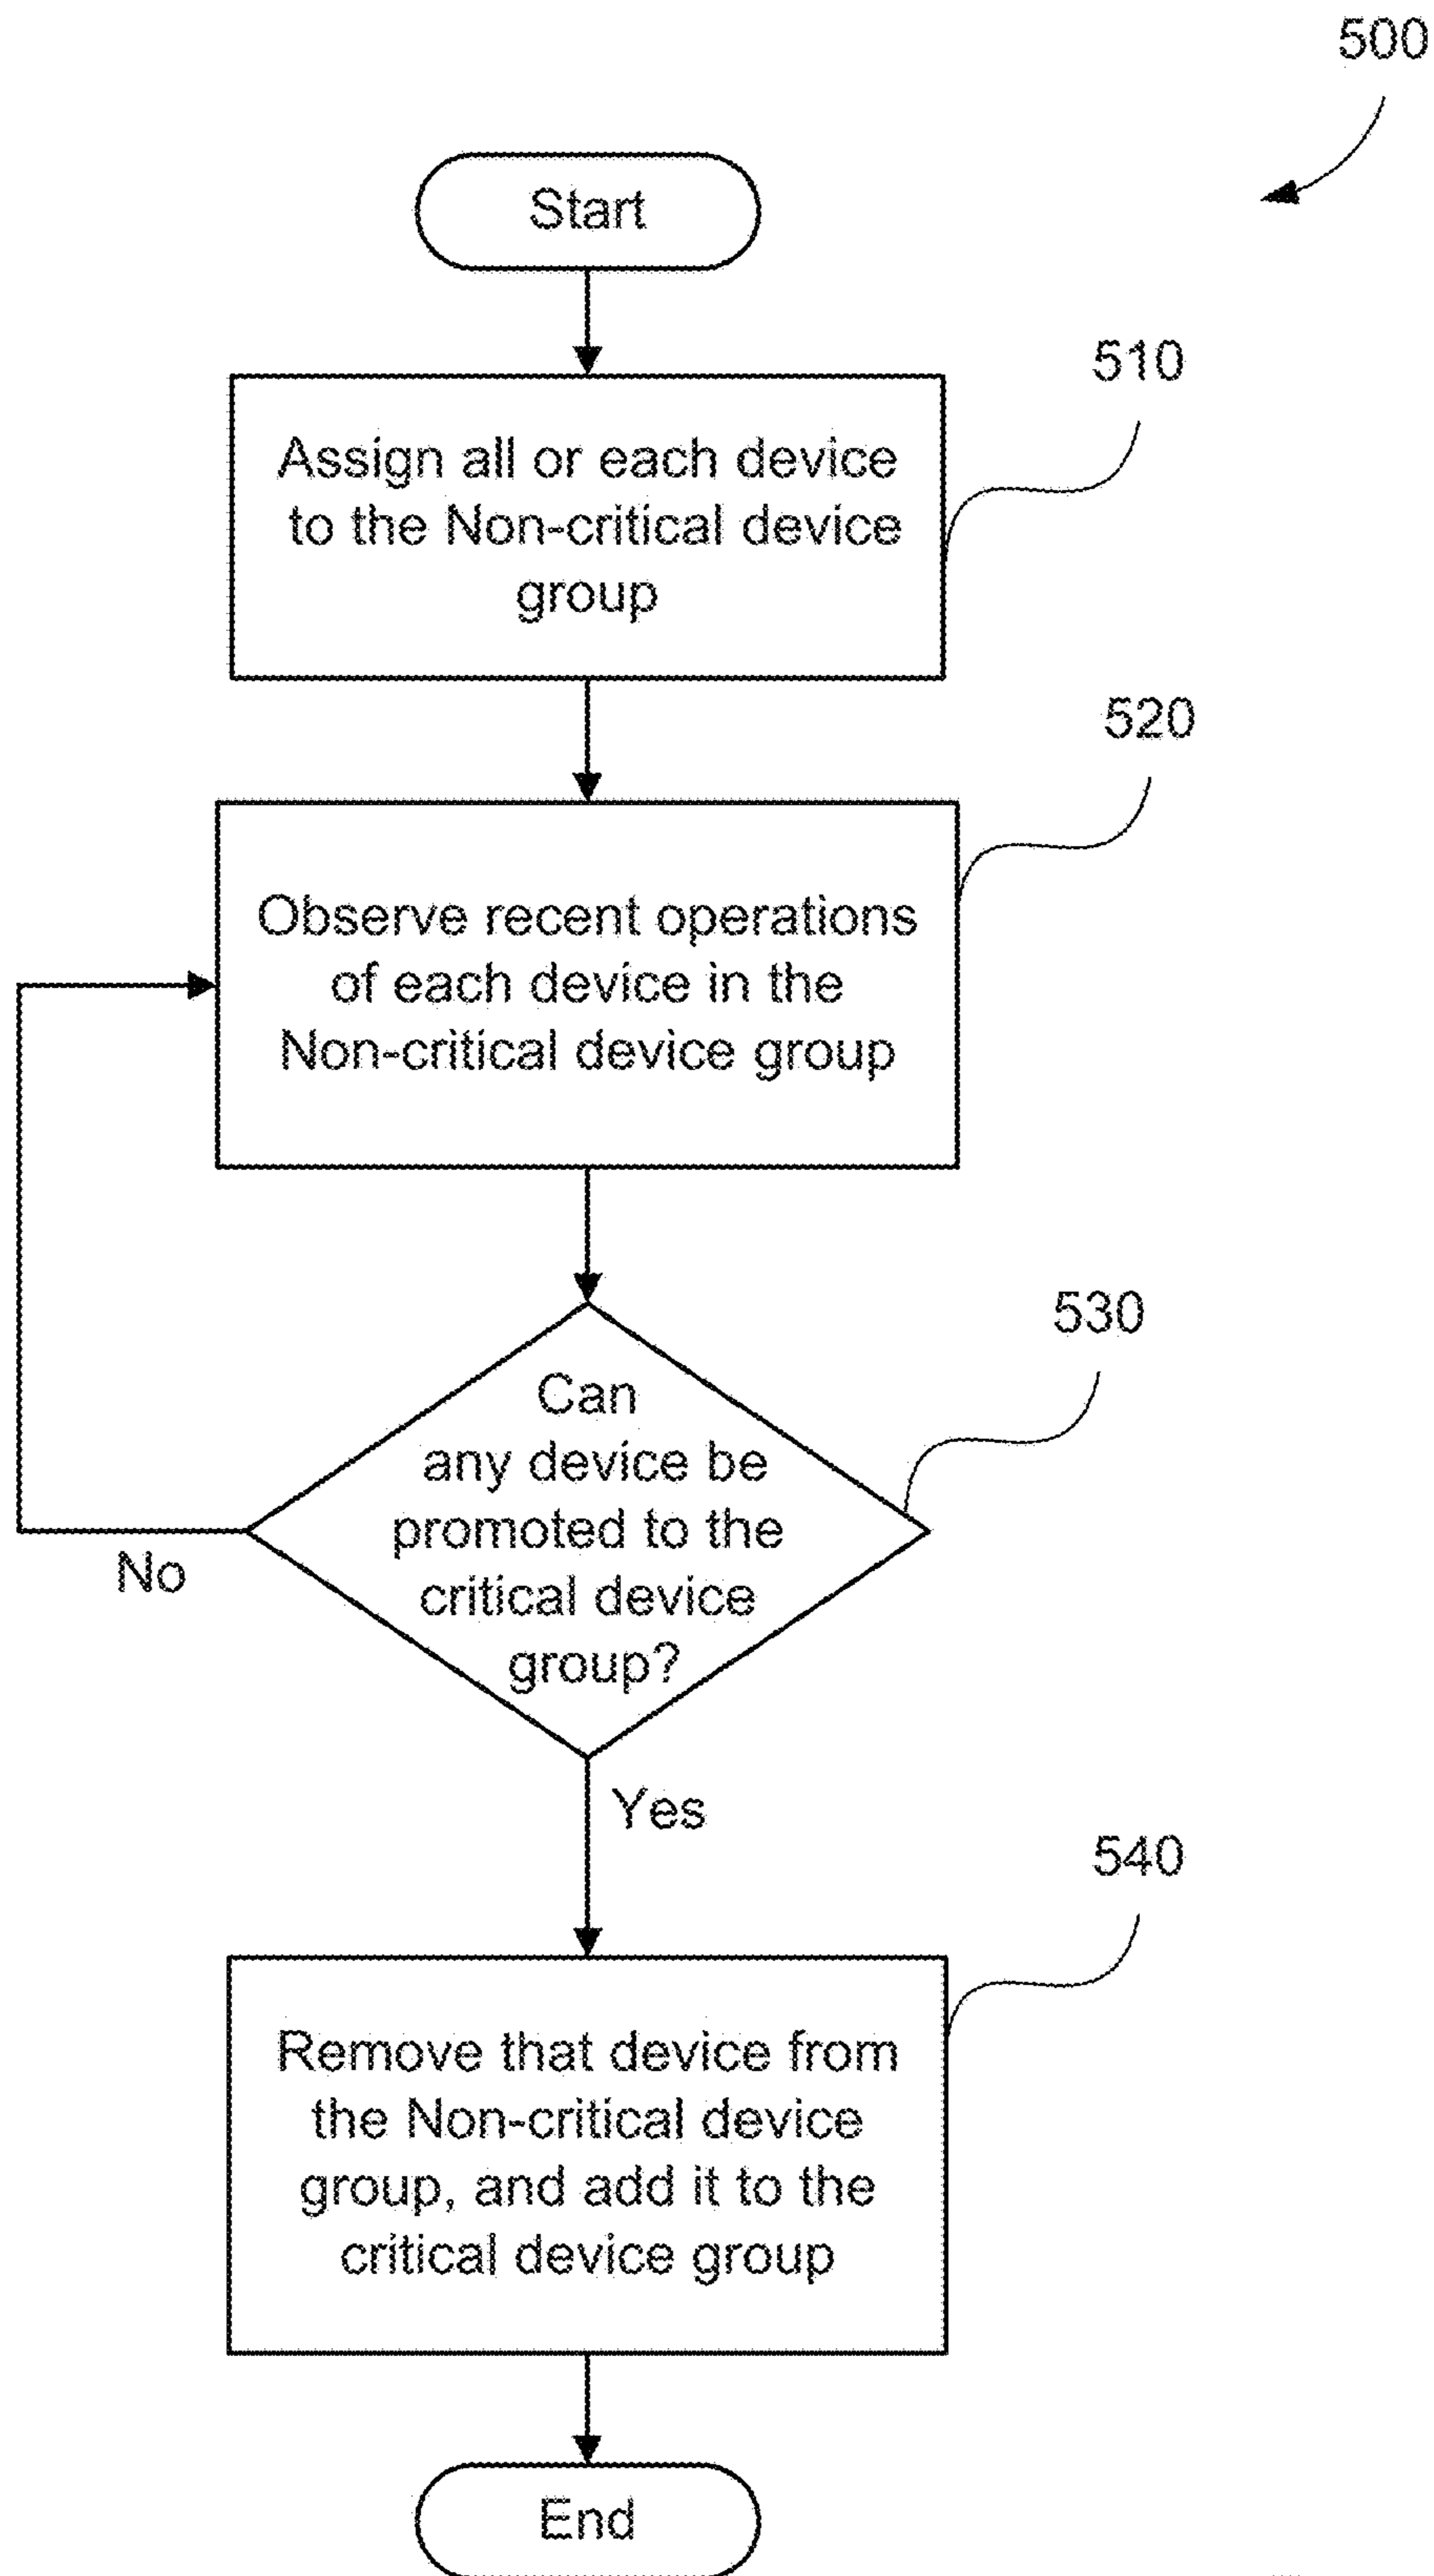 500
Start
510
Assign all or each device
to the Non-critical device
group
520
Observe recent operations
of each device in the
Non-critical device group
530
Can
any device be
promoted to the
critical device
group?
No
Yes
540
Remove that device from
the Non-critical device
group, and add it to the
critical device group
End